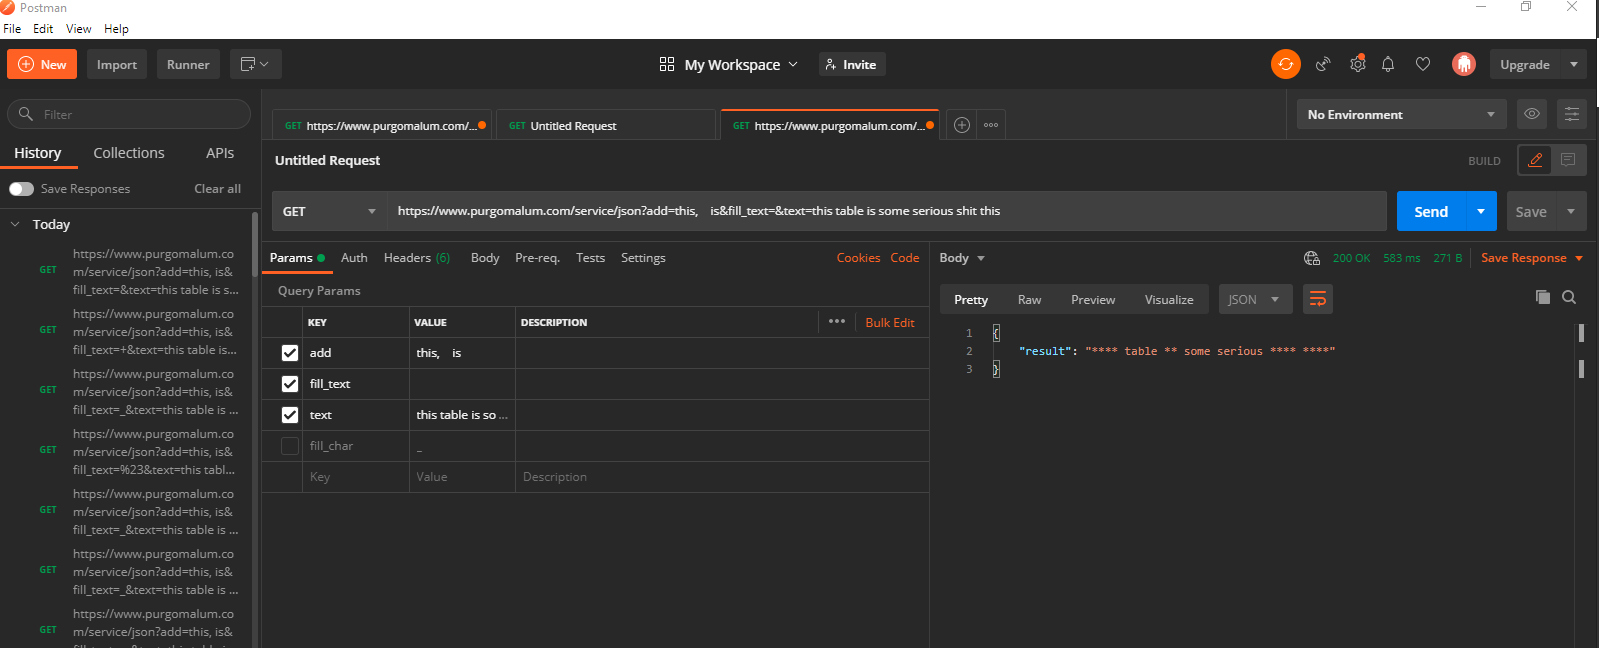 Postman
File Edit View Help
New Import Runner My Workspace Invite Upgrade
Filter
History Collections APIs
Save Responses Clear all
Today
GET https://www.purgomalum.co
m/service/json?add=this, is&
fill_text=&text=this table is s...
GET https://www.purgomalum.co
m/service/json?add=this, is&
fill_text=+&text=this table is...
GET https://www.purgomalum.co
m/service/json?add=this, is&
fill_text=_&text=this table is ...
GET https://www.purgomalum.co
m/service/json?add=this, is&
fill_text=%23&text=this tabl...
GET https://www.purgomalum.co
m/service/json?add=this, is&
fill_text=_&text=this table is ...
GET https://www.purgomalum.co
m/service/json?add=this, is&
fill_text=_&text=this table is ...
GET https://www.purgomalum.co
m/service/json?add=this, is&
GET https://www.purgomalum.com/... GET Untitled Request GET https://www.purgomalum.com/...
No Environment
Untitled Request BUILD
GET https://www.purgomalum.com/service/json?add=this, is&fill_text=&text=this table is some serious shit this Send Save
Params Auth Headers (6) Body Pre-req. Tests Settings Cookies Code
Query Params
KEY VALUE DESCRIPTION ••• Bulk Edit
add this, is
fill_text
text this table is so ...
fill_char _
Key Value Description
Body 200 OK 583 ms 271 B Save Response
Pretty Raw Preview Visualize JSON
1 {
2 "result": "**** table ** some serious **** ****"
3 }